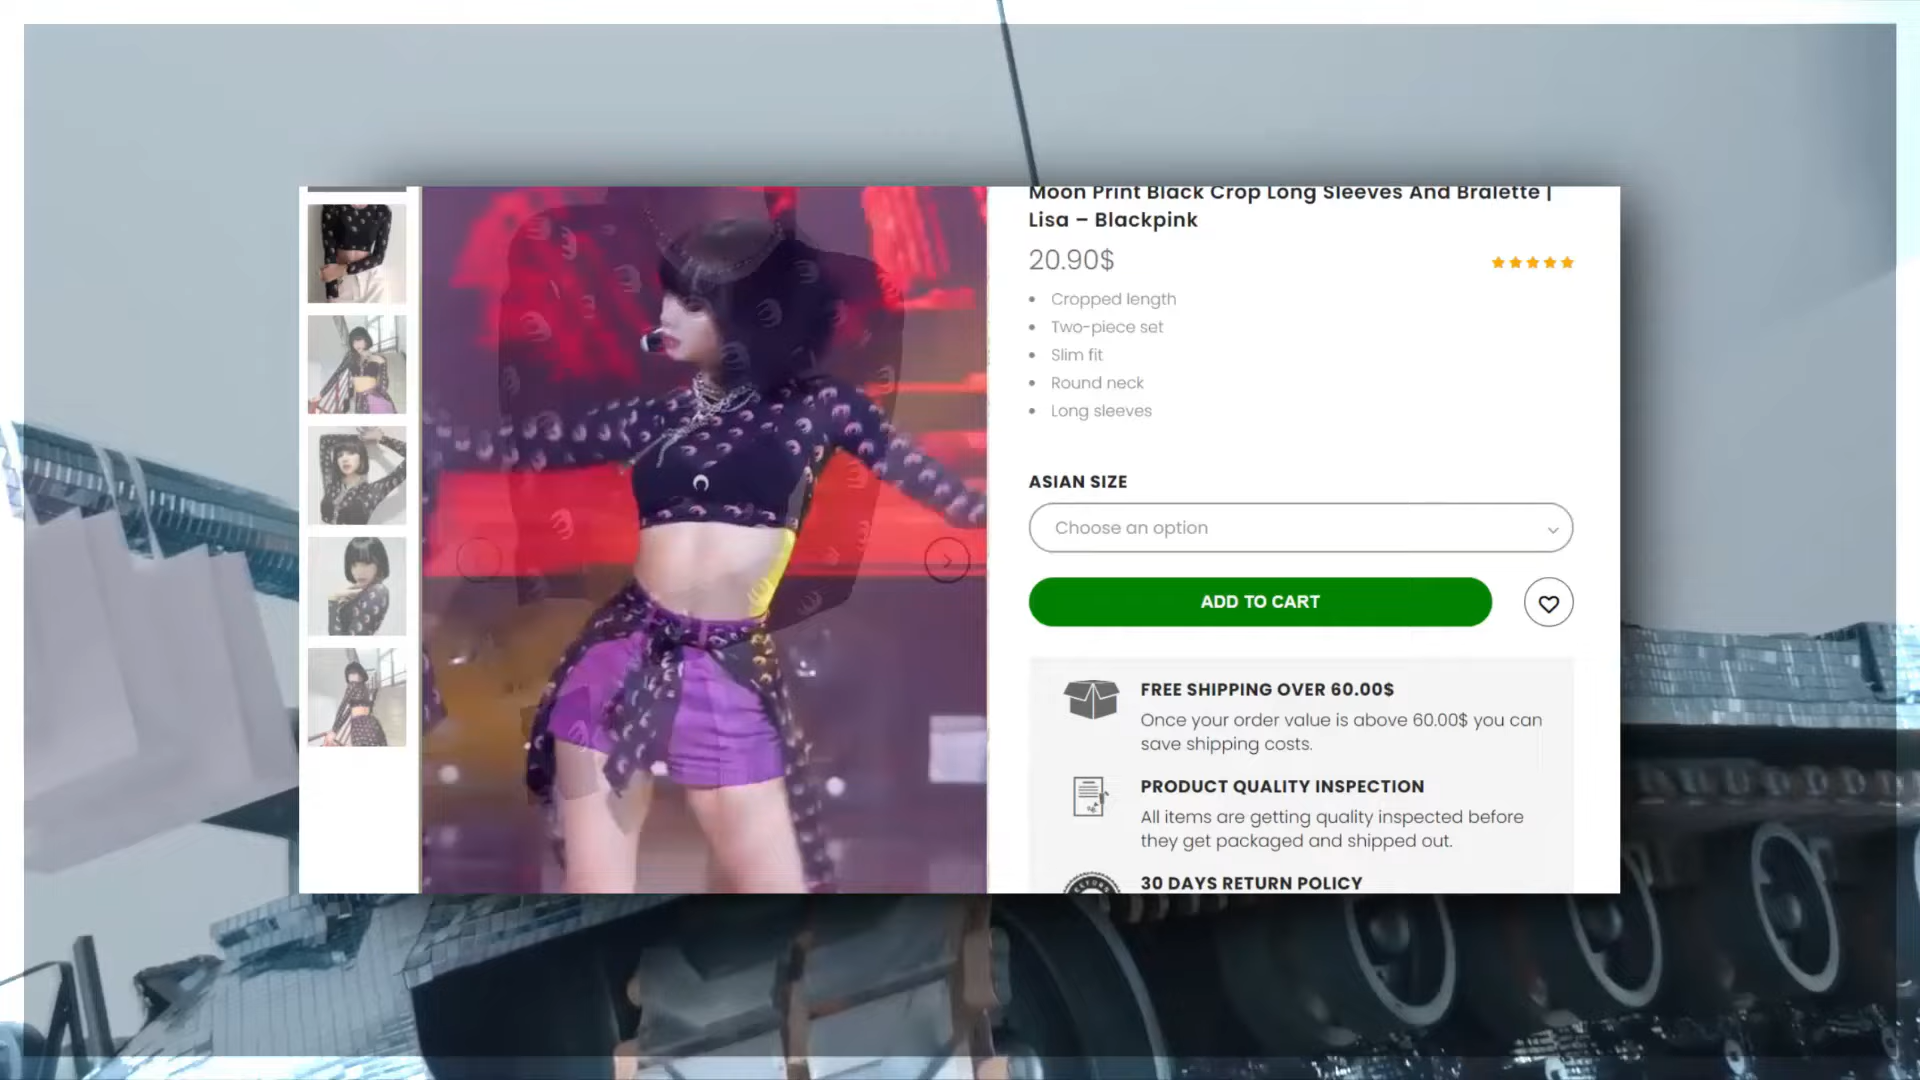 Moon Print Black Crop Long Sleeves And Bralette |
Lisa – Blackpink
20.90$
Cropped length
Two-piece set
Slim fit
Round neck
Long sleeves
ASIAN SIZE
Choose an option
ADD TO CART
FREE SHIPPING OVER 60.00$
Once your order value is above 60.00$ you can
save shipping costs.
PRODUCT QUALITY INSPECTION
All items are getting quality inspected before
they get packaged and shipped out.
30 DAYS RETURN POLICY